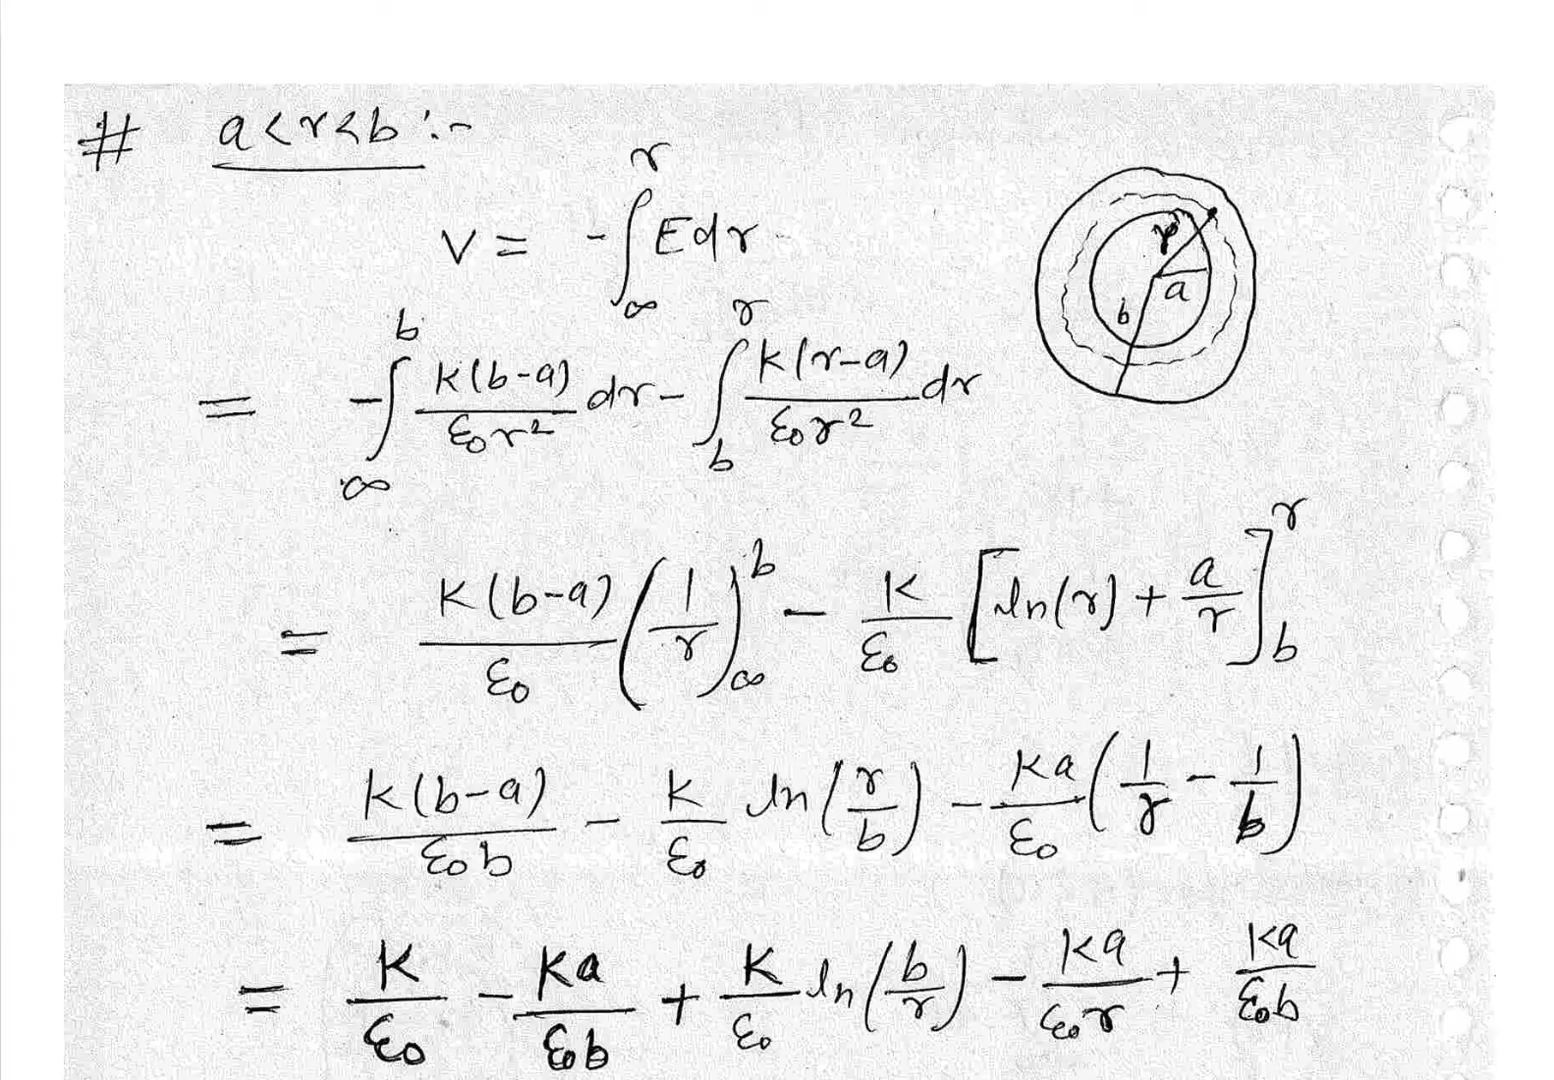 # a<r<b :-
V = -∫_∞^r E dr
= -∫_∞^b K(b-a)/ε₀r² dr - ∫_b^r K(r-a)/ε₀r² dr
r a b
= K(b-a)/ε₀ (1/r)_∞^b - K/ε₀ [ln(r) + a/r]_b^r
= K(b-a)/ε₀b - K/ε₀ ln(r/b) - Ka/ε₀ (1/r - 1/b)
= K/ε₀ - Ka/ε₀b + K/ε₀ ln(b/r) - Ka/ε₀r + Ka/ε₀b